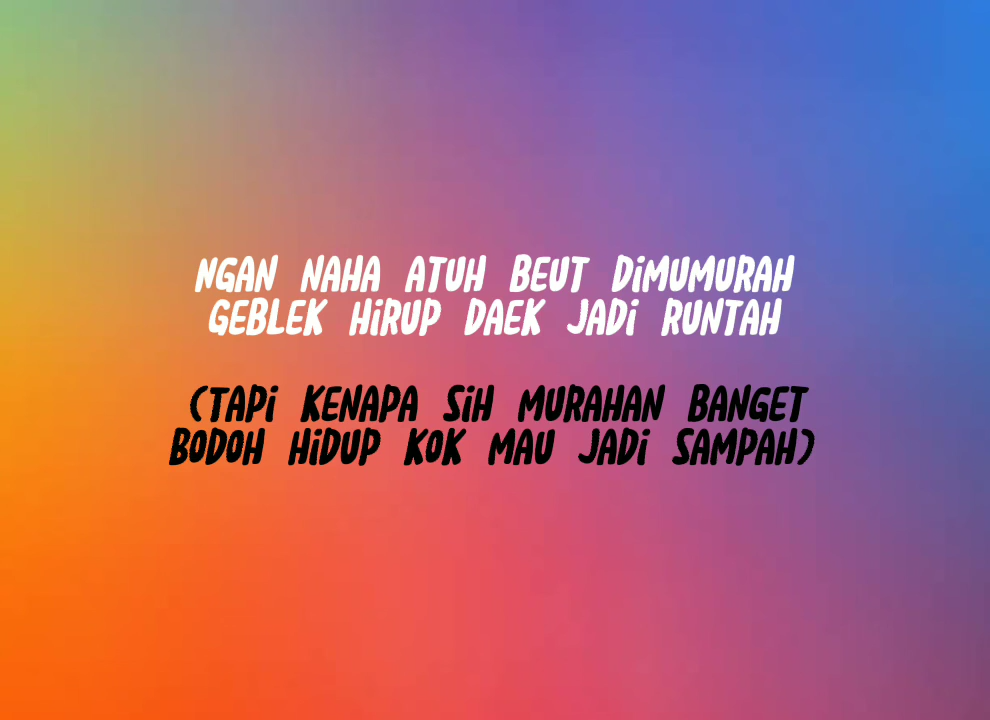 NGAN NAHA ATUH BEUT DiMUMURAH
GEBLEK HiRUP DAEK JADi RUNTAH
(TAPi KENAPA SiH MURAHAN BANGET
BODOH HiDUP KOK MAU JADi SAMPAH)